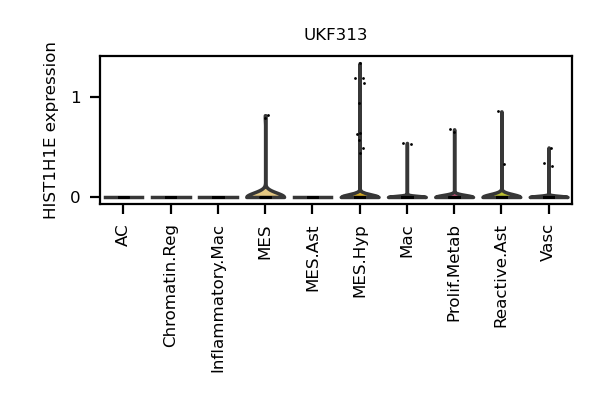 UKF313
HIST1H1E expression
1
0
AC
Chromatin.Reg
Inflammatory.Mac
MES
MES.Ast
MES.Hyp
Mac
Prolif.Metab
Reactive.Ast
Vasc